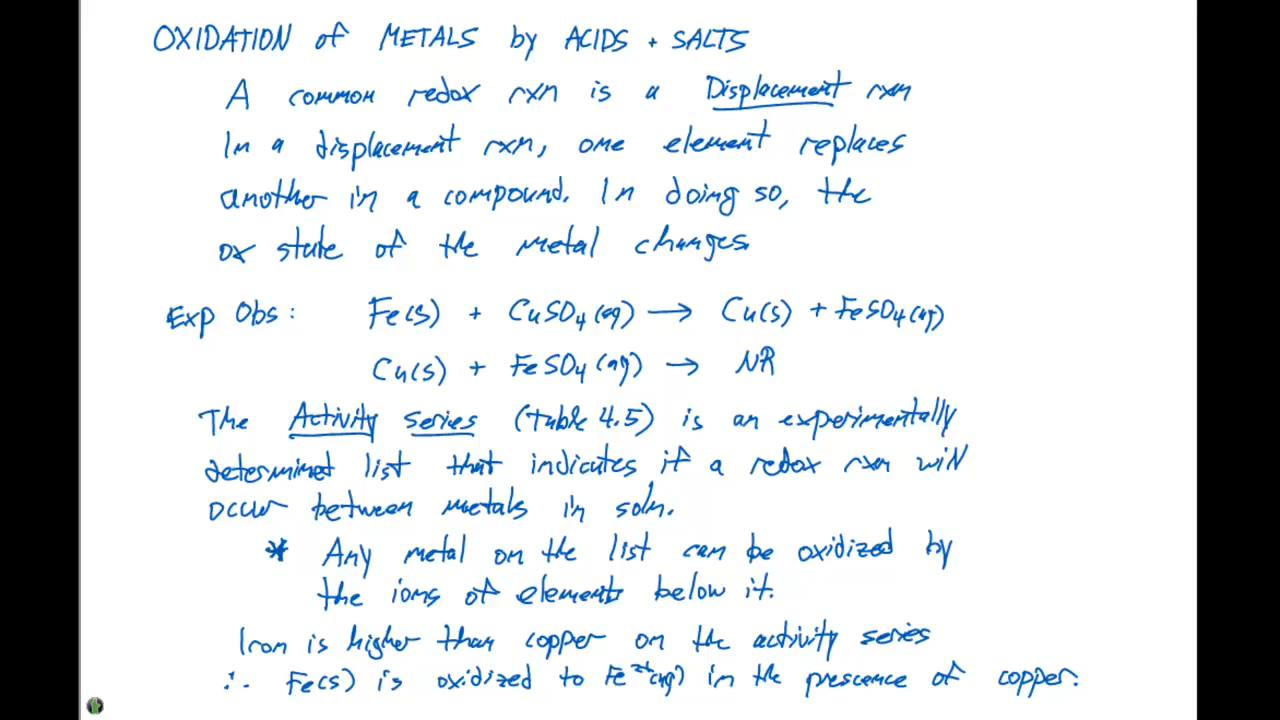 OXIDATION of METALS by ACIDS + SALTS
A common redox rxn is a Displacement rxn
In a displacement rxn, one element replaces
another in a compound. In doing so, the
ox state of the metal changes.
Exp Obs: Fe(s) + CuSO₄(aq) → Cu(s) + FeSO₄(aq)
Cu(s) + FeSO₄(aq) → NR
The Activity series (Table 4.5) is an experimentally
determined list that indicates if a redox rxn will
occur between metals in soln.
* Any metal on the list can be oxidized by
the ions of elements below it.
Iron is higher than copper on the activity series
∴ Fe(s) is oxidized to Fe²⁺(aq) in the prescence of copper.